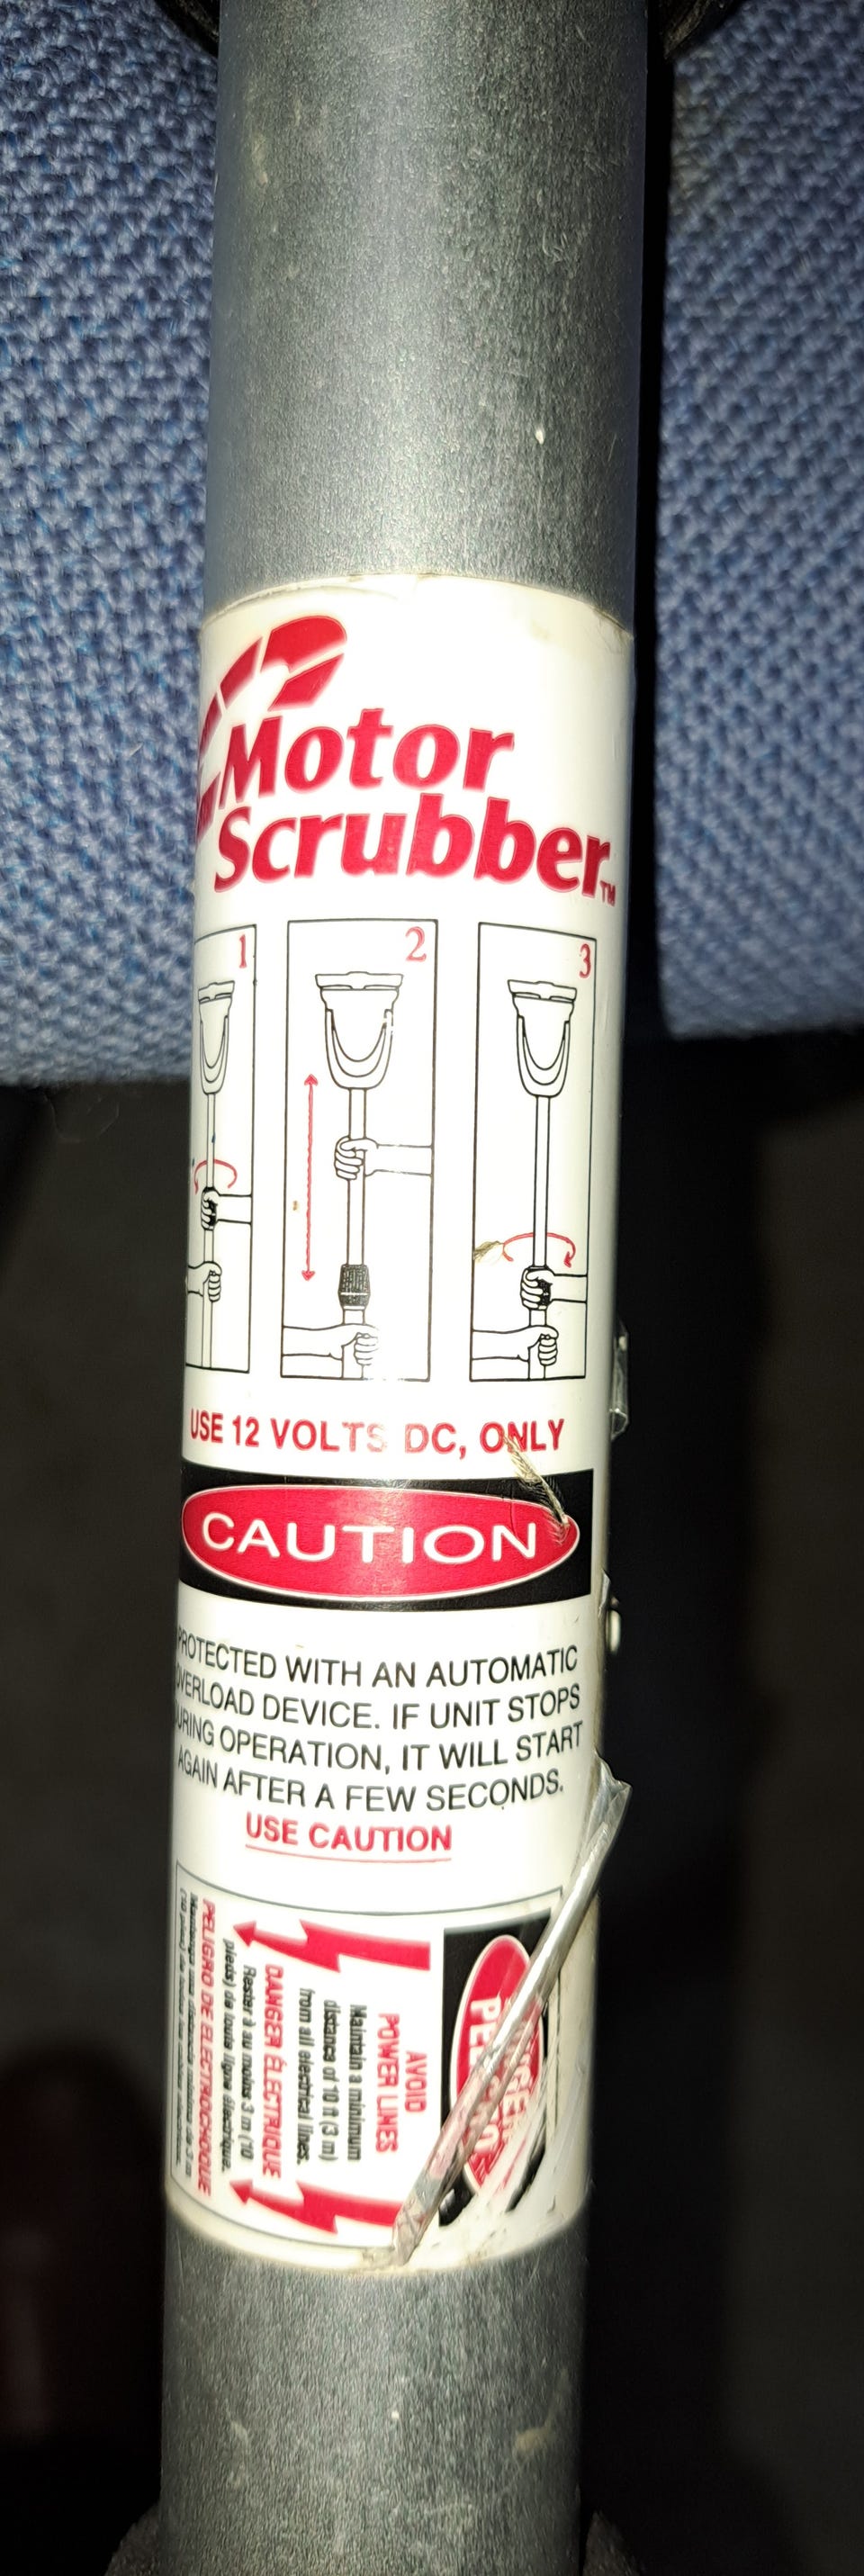 Motor
Scrubber™
1 2 3
USE 12 VOLTS DC, ONLY
CAUTION
PROTECTED WITH AN AUTOMATIC
OVERLOAD DEVICE. IF UNIT STOPS
DURING OPERATION, IT WILL START
AGAIN AFTER A FEW SECONDS.
USE CAUTION
AVOID
POWER LINES
Maintain a minimum
distance of 10 ft (3 m)
from all electrical lines.
DANGER ÉLECTRIQUE
Rester à au moins 3 m (10
pieds) de toute ligne électrique.
PELIGRO DE ELECTROCHOQUE